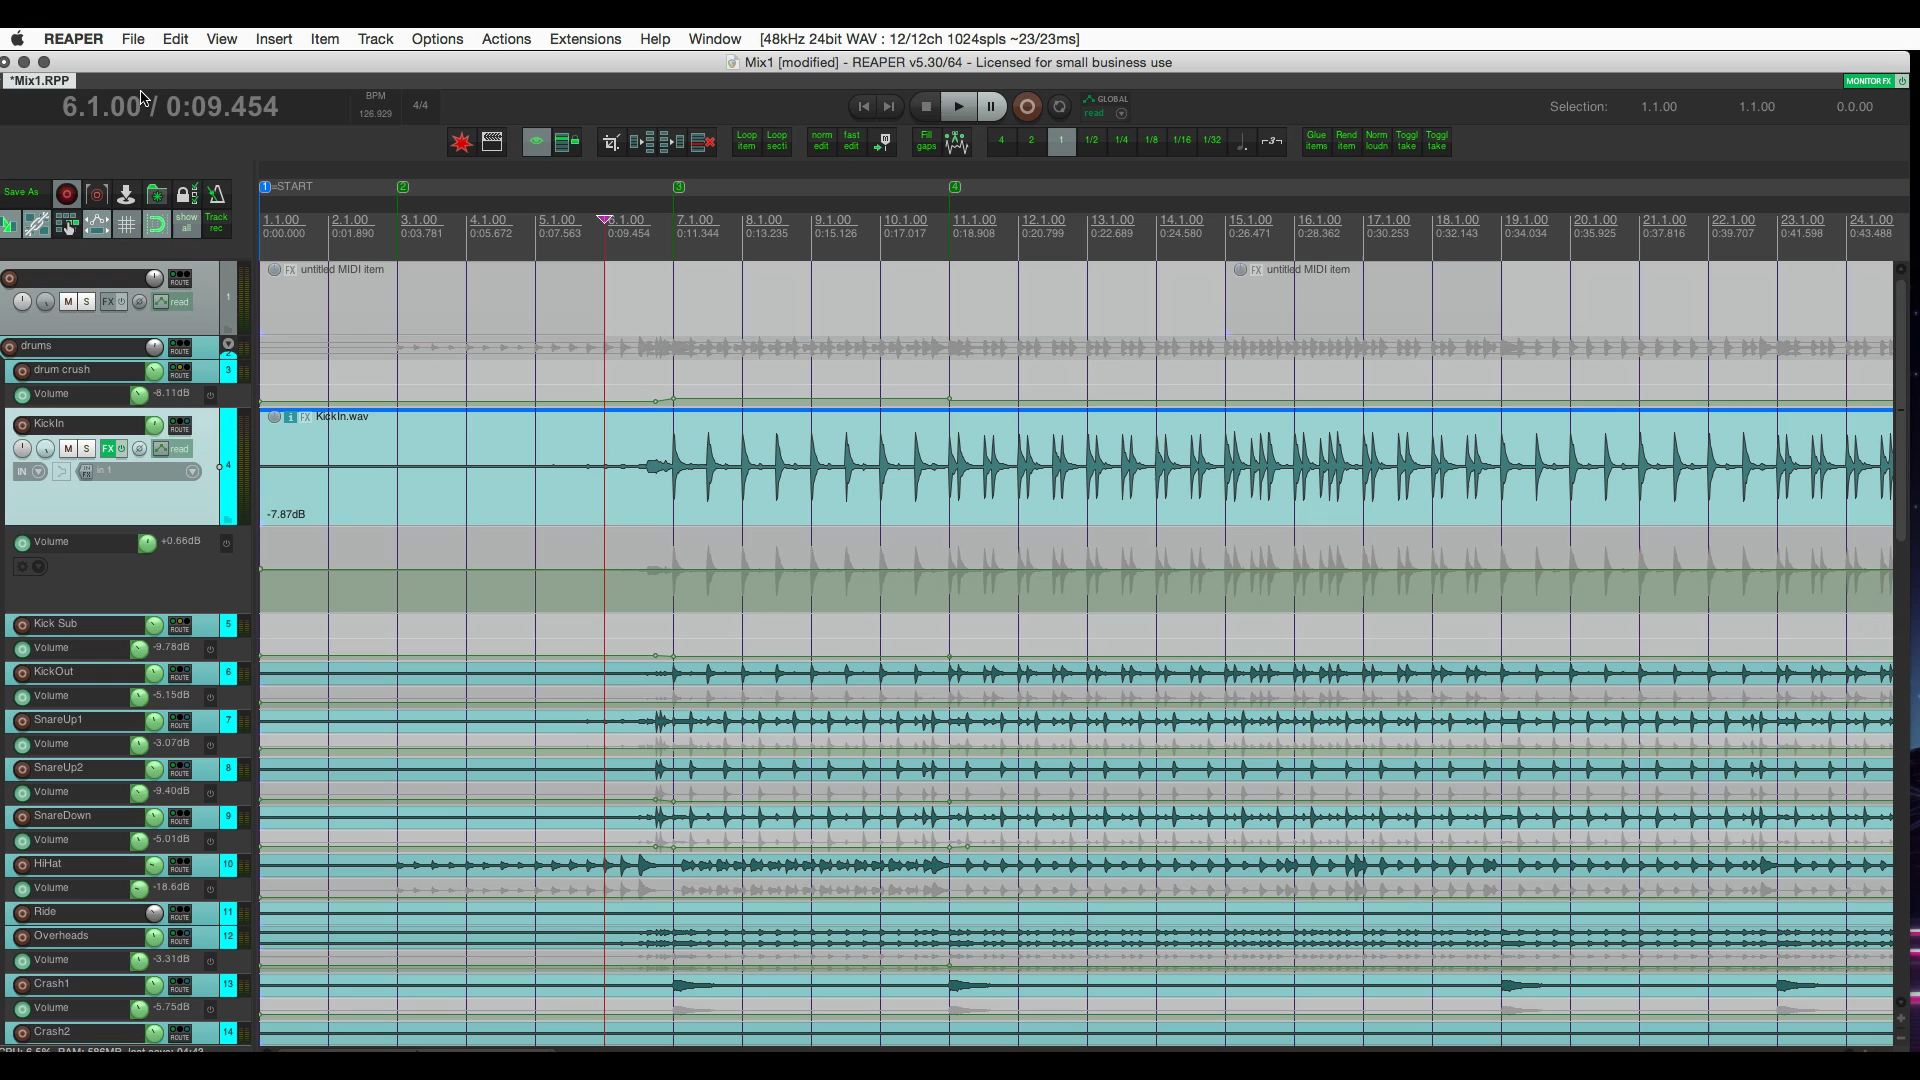 REAPER File Edit View Insert Item Track Options Actions Extensions Help Window [48kHz 24bit WAV : 12/12ch 1024spls ~23/23ms]
Mix1 [modified] - REAPER v5.30/64 - Licensed for small business use
*Mix1.RPP
MONITOR FX
6.1.00 / 0:09.454
BPM
126.929
4/4
GLOBAL
read
Selection: 1.1.00 1.1.00 0.0.00
Loop item
Loop secti
norm edit
fast edit
Fill gaps
4 2 1 1/2 1/4 1/8 1/16 1/32
-3-
Glue items
Rend item
Norm loudn
Toggl take
Toggl take
Save As
show all
Track rec
1 =START 2 3 4
1.1.00 2.1.00 3.1.00 4.1.00 5.1.00 6.1.00 7.1.00 8.1.00 9.1.00 10.1.00 11.1.00 12.1.00 13.1.00 14.1.00 15.1.00 16.1.00 17.1.00 18.1.00 19.1.00 20.1.00 21.1.00 22.1.00 23.1.00 24.1.00
0:00.000 0:01.890 0:03.781 0:05.672 0:07.563 0:09.454 0:11.344 0:13.235 0:15.126 0:17.017 0:18.908 0:20.799 0:22.689 0:24.580 0:26.471 0:28.362 0:30.253 0:32.143 0:34.034 0:35.925 0:37.816 0:39.707 0:41.598 0:43.488
FX untitled MIDI item
FX untitled MIDI item
ROUTE
M S FX read
1
drums ROUTE 2
drum crush ROUTE 3
Volume -8.11dB
KickIn ROUTE
M S FX read
IN FX In 1
4
i FX KickIn.wav
-7.87dB
Volume +0.66dB
Kick Sub ROUTE 5
Volume -9.78dB
KickOut ROUTE 6
Volume -5.15dB
SnareUp1 ROUTE 7
Volume -3.07dB
SnareUp2 ROUTE 8
Volume -9.40dB
SnareDown ROUTE 9
Volume -5.01dB
HiHat ROUTE 10
Volume -18.6dB
Ride ROUTE 11
Overheads ROUTE 12
Volume -3.31dB
Crash1 ROUTE 13
Volume -5.75dB
Crash2 ROUTE 14